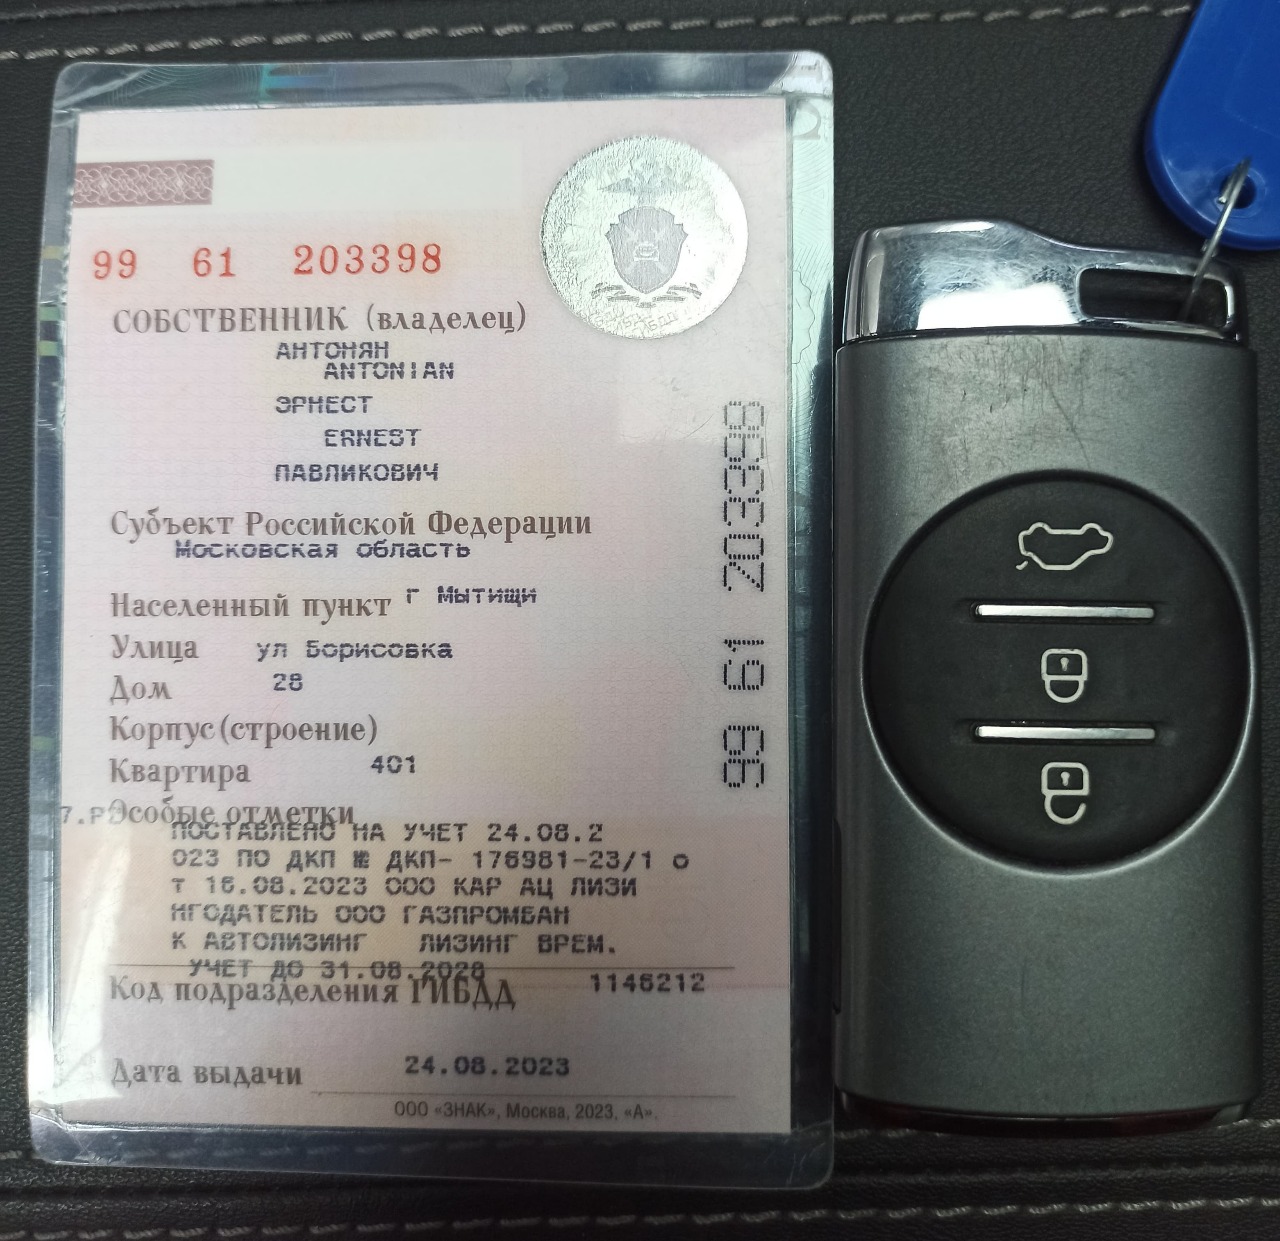 99 61 203398
СОБСТВЕННИК (владелец)
АНТОНЯН
ANTONIAN
ЭРНЕСТ
ERNEST
ПАВЛИКОВИЧ
Субъект Российской Федерации
Московская область
Населенный пункт г Мытищи
Улица ул Борисовка
Дом 28
Корпус(строение)
Квартира 401
7.Р Особые отметки
ПОСТАВЛЕНО НА УЧЕТ 24.08.2
023 ПО ДКП № ДКП- 176981-23/1 о
т 16.08.2023 ООО КАР АЦ ЛИЗИ
НГОДАТЕЛЬ ООО ГАЗПРОМБАН
К АВТОЛИЗИНГ ЛИЗИНГ ВРЕМ.
УЧЕТ ДО 31.08.2028
Код подразделения ГИБДД 1146212
Дата выдачи 24.08.2023
ООО «ЗНАК», Москва, 2023, «А».
99 61 203398